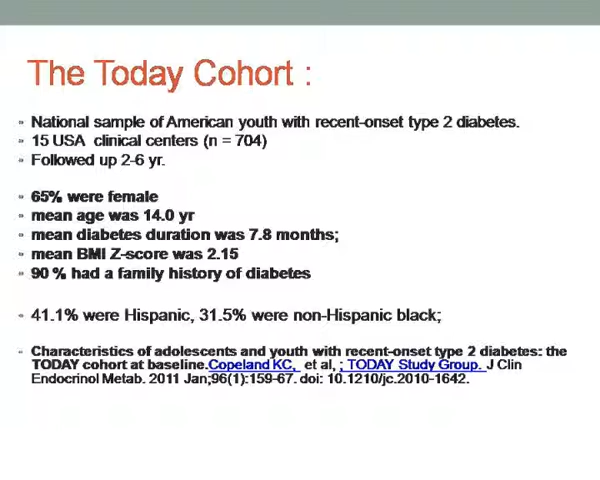 The Today Cohort :
National sample of American youth with recent-onset type 2 diabetes.
15 USA clinical centers (n = 704)
Followed up 2-6 yr.
65% were female
mean age was 14.0 yr
mean diabetes duration was 7.8 months;
mean BMI Z-score was 2.15
90 % had a family history of diabetes
41.1% were Hispanic, 31.5% were non-Hispanic black;
Characteristics of adolescents and youth with recent-onset type 2 diabetes: the
TODAY cohort at baseline.Copeland KC, et al, ; TODAY Study Group. J Clin
Endocrinol Metab. 2011 Jan;96(1):159-67. doi: 10.1210/jc.2010-1642.